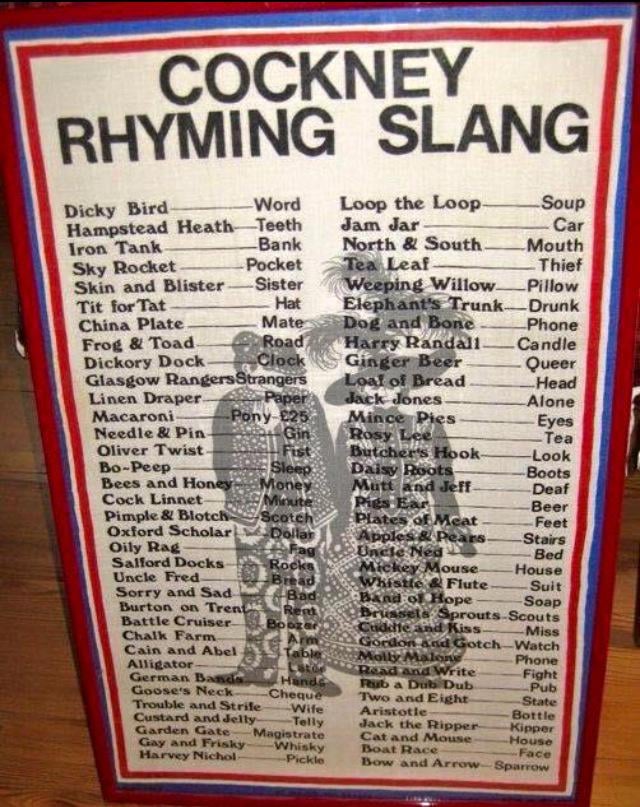 COCKNEY
RHYMING SLANG
Dicky Bird Word
Hampstead Heath Teeth
Iron Tank Bank
Sky Rocket Pocket
Skin and Blister Sister
Tit for Tat Hat
China Plate Mate
Frog & Toad Road
Dickory Dock Clock
Glasgow Rangers Strangers
Linen Draper Paper
Macaroni Pony £25
Needle & Pin Gin
Oliver Twist Fist
Bo-Peep Sleep
Bees and Honey Money
Cock Linnet Minute
Pimple & Blotch Scotch
Oxford Scholar Dollar
Oily Rag Fag
Salford Docks Rocks
Uncle Fred Bread
Sorry and Sad Bad
Burton on Trent Rent
Battle Cruiser Boozer
Chalk Farm Arm
Cain and Abel Table
Alligator Later
German Bands Hands
Goose's Neck Cheque
Trouble and Strife Wife
Custard and Jelly Telly
Garden Gate Magistrate
Gay and Frisky Whisky
Harvey Nichol Pickle
Loop the Loop Soup
Jam Jar Car
North & South Mouth
Tea Leaf Thief
Weeping Willow Pillow
Elephant's Trunk Drunk
Dog and Bone Phone
Harry Randall Candle
Ginger Beer Queer
Loaf of Bread Head
Jack Jones Alone
Mince Pies Eyes
Rosy Lee Tea
Butcher's Hook Look
Daisy Roots Boots
Mutt and Jeff Deaf
Pigs Ear Beer
Plates of Meat Feet
Apples & Pears Stairs
Uncle Ned Bed
Mickey Mouse House
Whistle & Flute Suit
Band of Hope Soap
Brussels Sprouts Scouts
Cuddle and Kiss Miss
Gordon and Gotch Watch
Molly Malone Phone
Read and Write Fight
Rub a Dub Dub Pub
Two and Eight State
Aristotle Bottle
Jack the Ripper Kipper
Cat and Mouse House
Boat Race Face
Bow and Arrow Sparrow